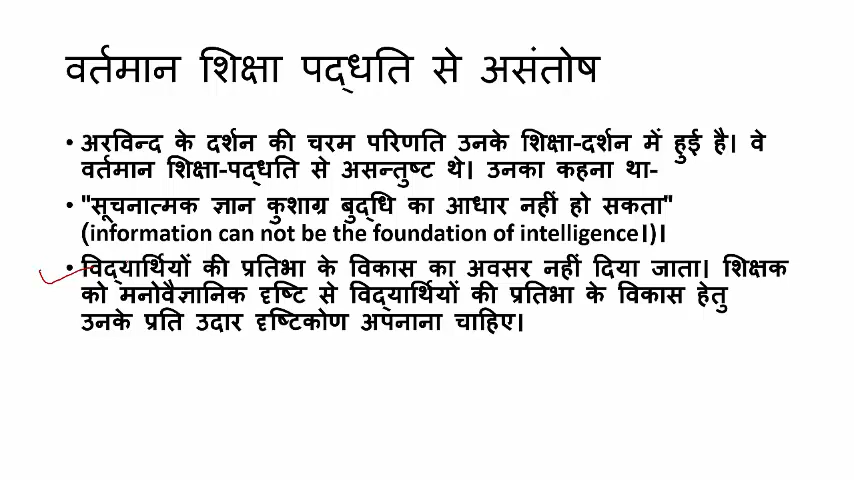 वर्तमान शिक्षा पद्धति से असंतोष
• अरविन्द के दर्शन की चरम परिणति उनके शिक्षा-दर्शन में हुई है। वे
वर्तमान शिक्षा-पद्धति से असन्तुष्ट थे। उनका कहना था-
• "सूचनात्मक ज्ञान कुशाग्र बुद्धि का आधार नहीं हो सकता"
(information can not be the foundation of intelligence।)।
• विद्यार्थियों की प्रतिभा के विकास का अवसर नहीं दिया जाता। शिक्षक
को मनोवैज्ञानिक दृष्टि से विद्यार्थियों की प्रतिभा के विकास हेतु
उनके प्रति उदार दृष्टिकोण अपनाना चाहिए।